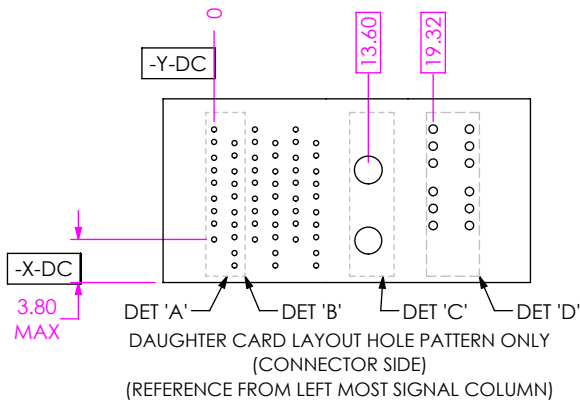 0
13.60
19.32
-Y-DC
-X-DC
3.80
MAX
DET 'A'
DET 'B'
DET 'C'
DET 'D'
DAUGHTER CARD LAYOUT HOLE PATTERN ONLY
(CONNECTOR SIDE)
(REFERENCE FROM LEFT MOST SIGNAL COLUMN)